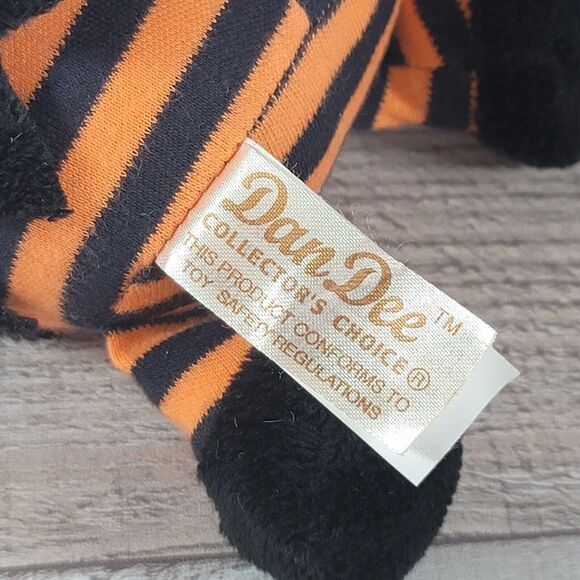 Dan Dee™
COLLECTOR'S CHOICE®
THIS PRODUCT CONFORMS TO
TOY SAFETY REGULATIONS